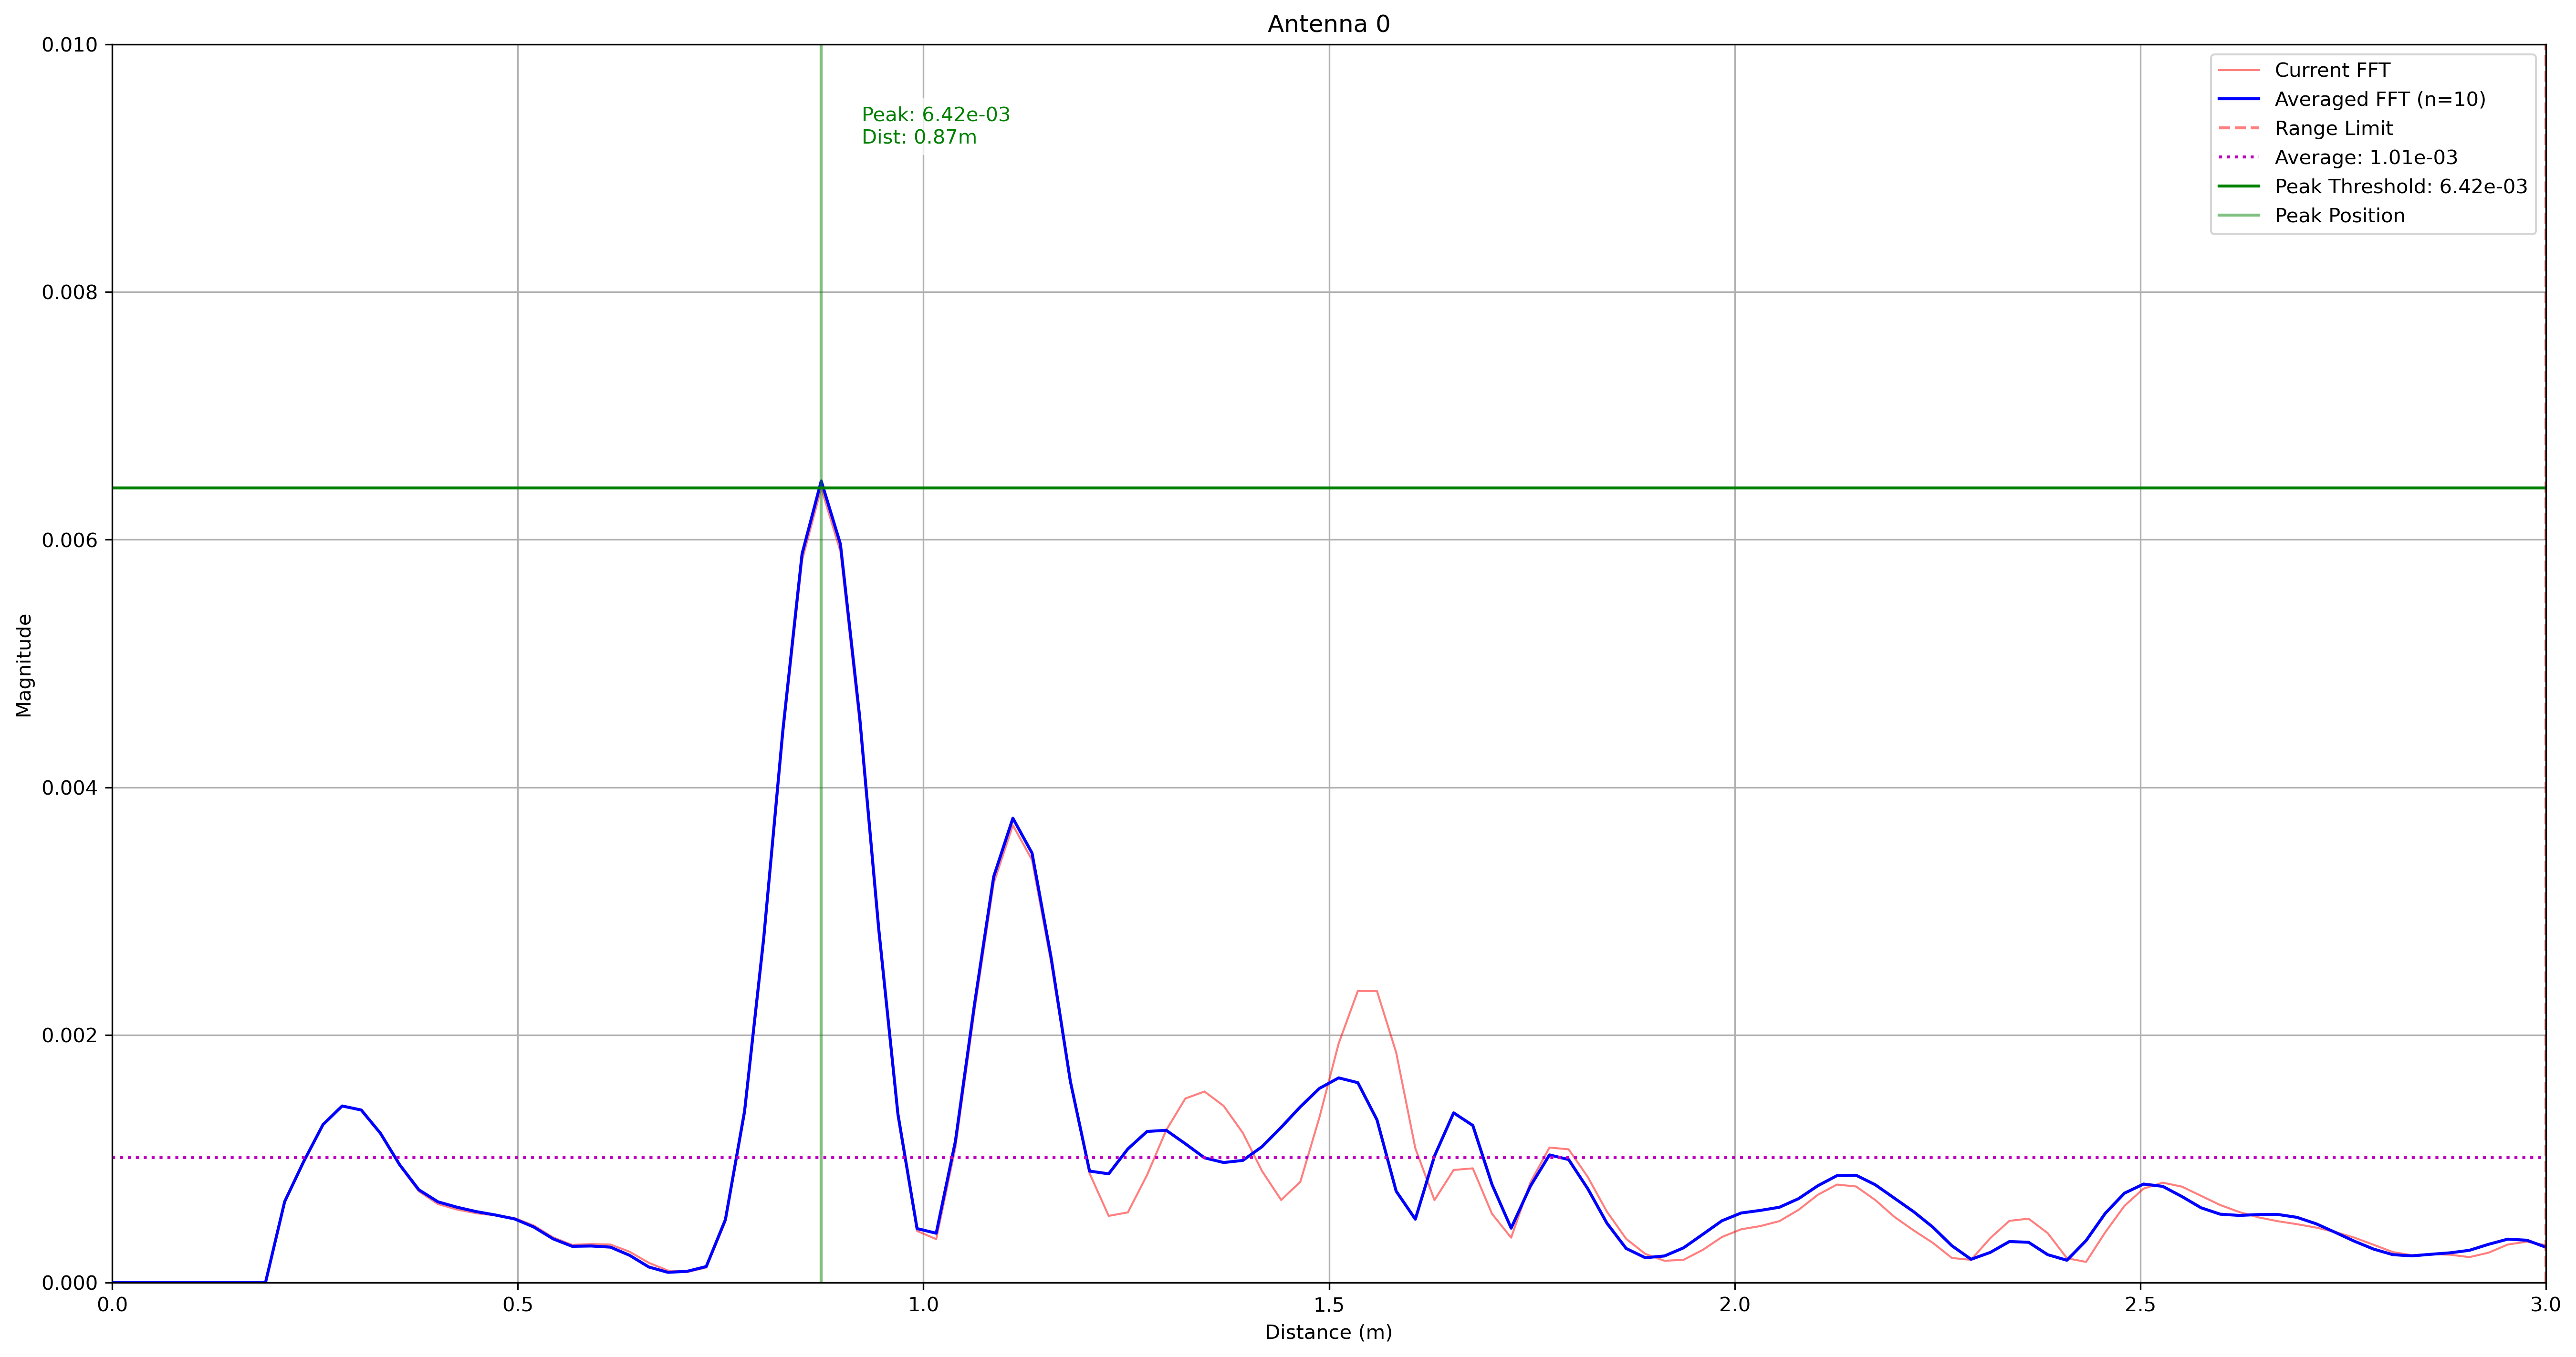 Antenna 0
0.010
0.008
0.006
0.004
0.002
0.000
Magnitude
Peak: 6.42e-03
Dist: 0.87m
Current FFT
Averaged FFT (n=10)
Range Limit
Average: 1.01e-03
Peak Threshold: 6.42e-03
Peak Position
0.0 0.5 1.0 1.5 2.0 2.5 3.0
Distance (m)